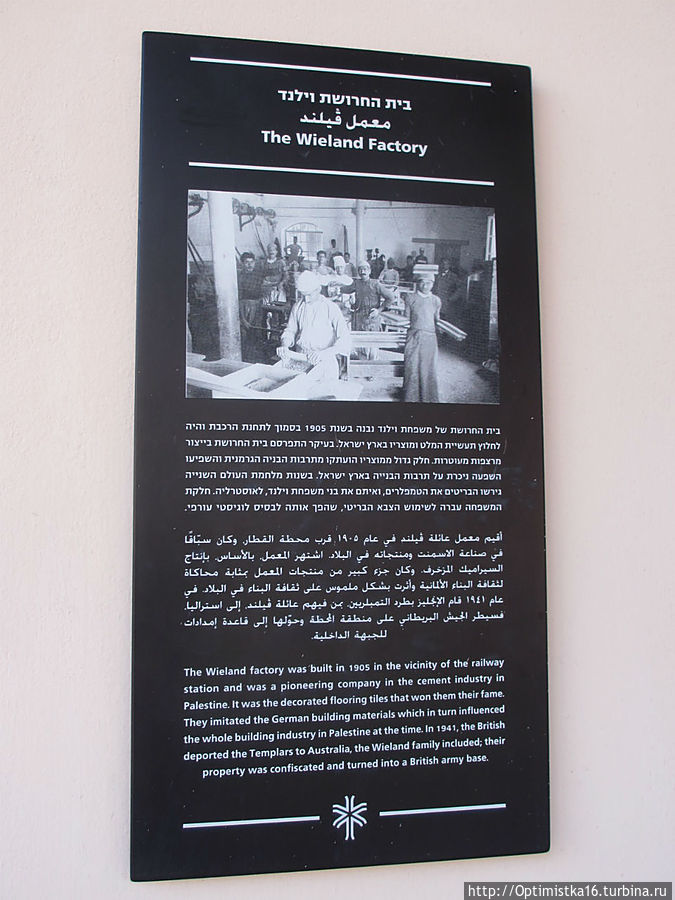 בית החרושת וילנד
معمل ڤيلند
The Wieland Factory
בית החרושת של משפחת וילנד נבנה בשנת 1905 בסמוך לתחנת הרכבת והיה
לחלוץ תעשיית המלט ומוצריו בארץ ישראל. בעיקר התפרסם בית החרושת בייצור
מרצפות מעוטרות. חלק גדול ממוצריו הועתקו מתרבות הבניה הגרמנית והשפיעו
השפעה ניכרת על תרבות הבנייה בארץ ישראל. בשנות מלחמת העולם השנייה
גירשו הבריטים את הטמפלרים, ואיתם את בני משפחת וילנד, לאוסטרליה. חלקת
המשפחה עברה לשימוש הצבא הבריטי, שהפך אותה לבסיס לוגיסטי עורפי.
أقيم معمل عائلة ڤيلند في عام ١٩٠٥ قرب محطة القطار، وكان سبّاقًا
في صناعة الاسمنت ومنتجاته في البلاد. اشتهر المعمل، بالأساس، بإنتاج
السيراميك المزخرف. وكان جزء كبير من منتجات المعمل بمثابة محاكاة
لثقافة البناء الألمانية وأثرت بشكل ملموس على ثقافة البناء في البلاد. في
عام ١٩٤١ قام الإنجليز بطرد التمبلريين، بمن فيهم عائلة ڤيلند، إلى استراليا.
فسيطر الجيش البريطاني على منطقة المحطة وحوّلها إلى قاعدة إمدادات
للجبهة الداخلية.
The Wieland factory was built in 1905 in the vicinity of the railway
station and was a pioneering company in the cement industry in
Palestine. It was the decorated flooring tiles that won them their fame.
They imitated the German building materials which in turn influenced
the whole building industry in Palestine at the time. In 1941, the British
deported the Templars to Australia, the Wieland family included; their
property was confiscated and turned into a British army base.
http://Optimistka16.turbina.ru